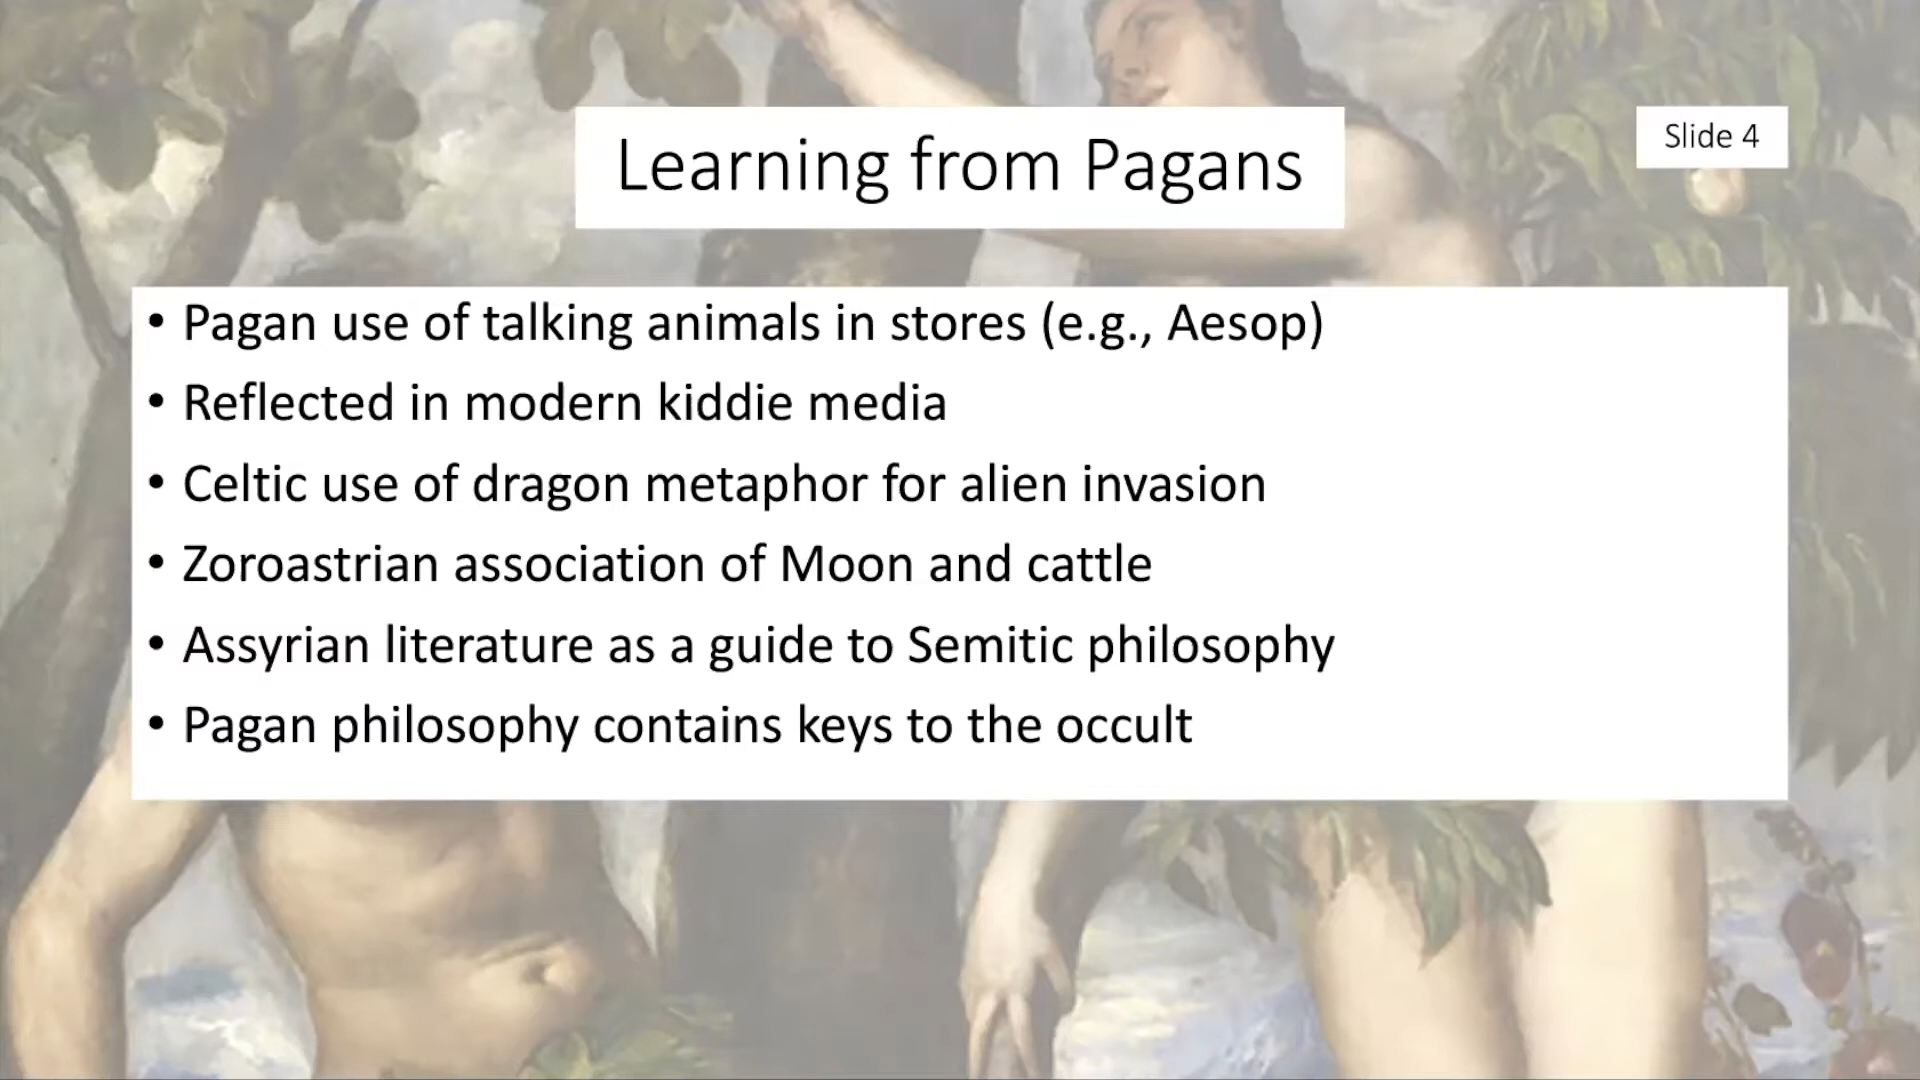 Learning from Pagans
Slide 4
• Pagan use of talking animals in stores (e.g., Aesop)
• Reflected in modern kiddie media
• Celtic use of dragon metaphor for alien invasion
• Zoroastrian association of Moon and cattle
• Assyrian literature as a guide to Semitic philosophy
• Pagan philosophy contains keys to the occult